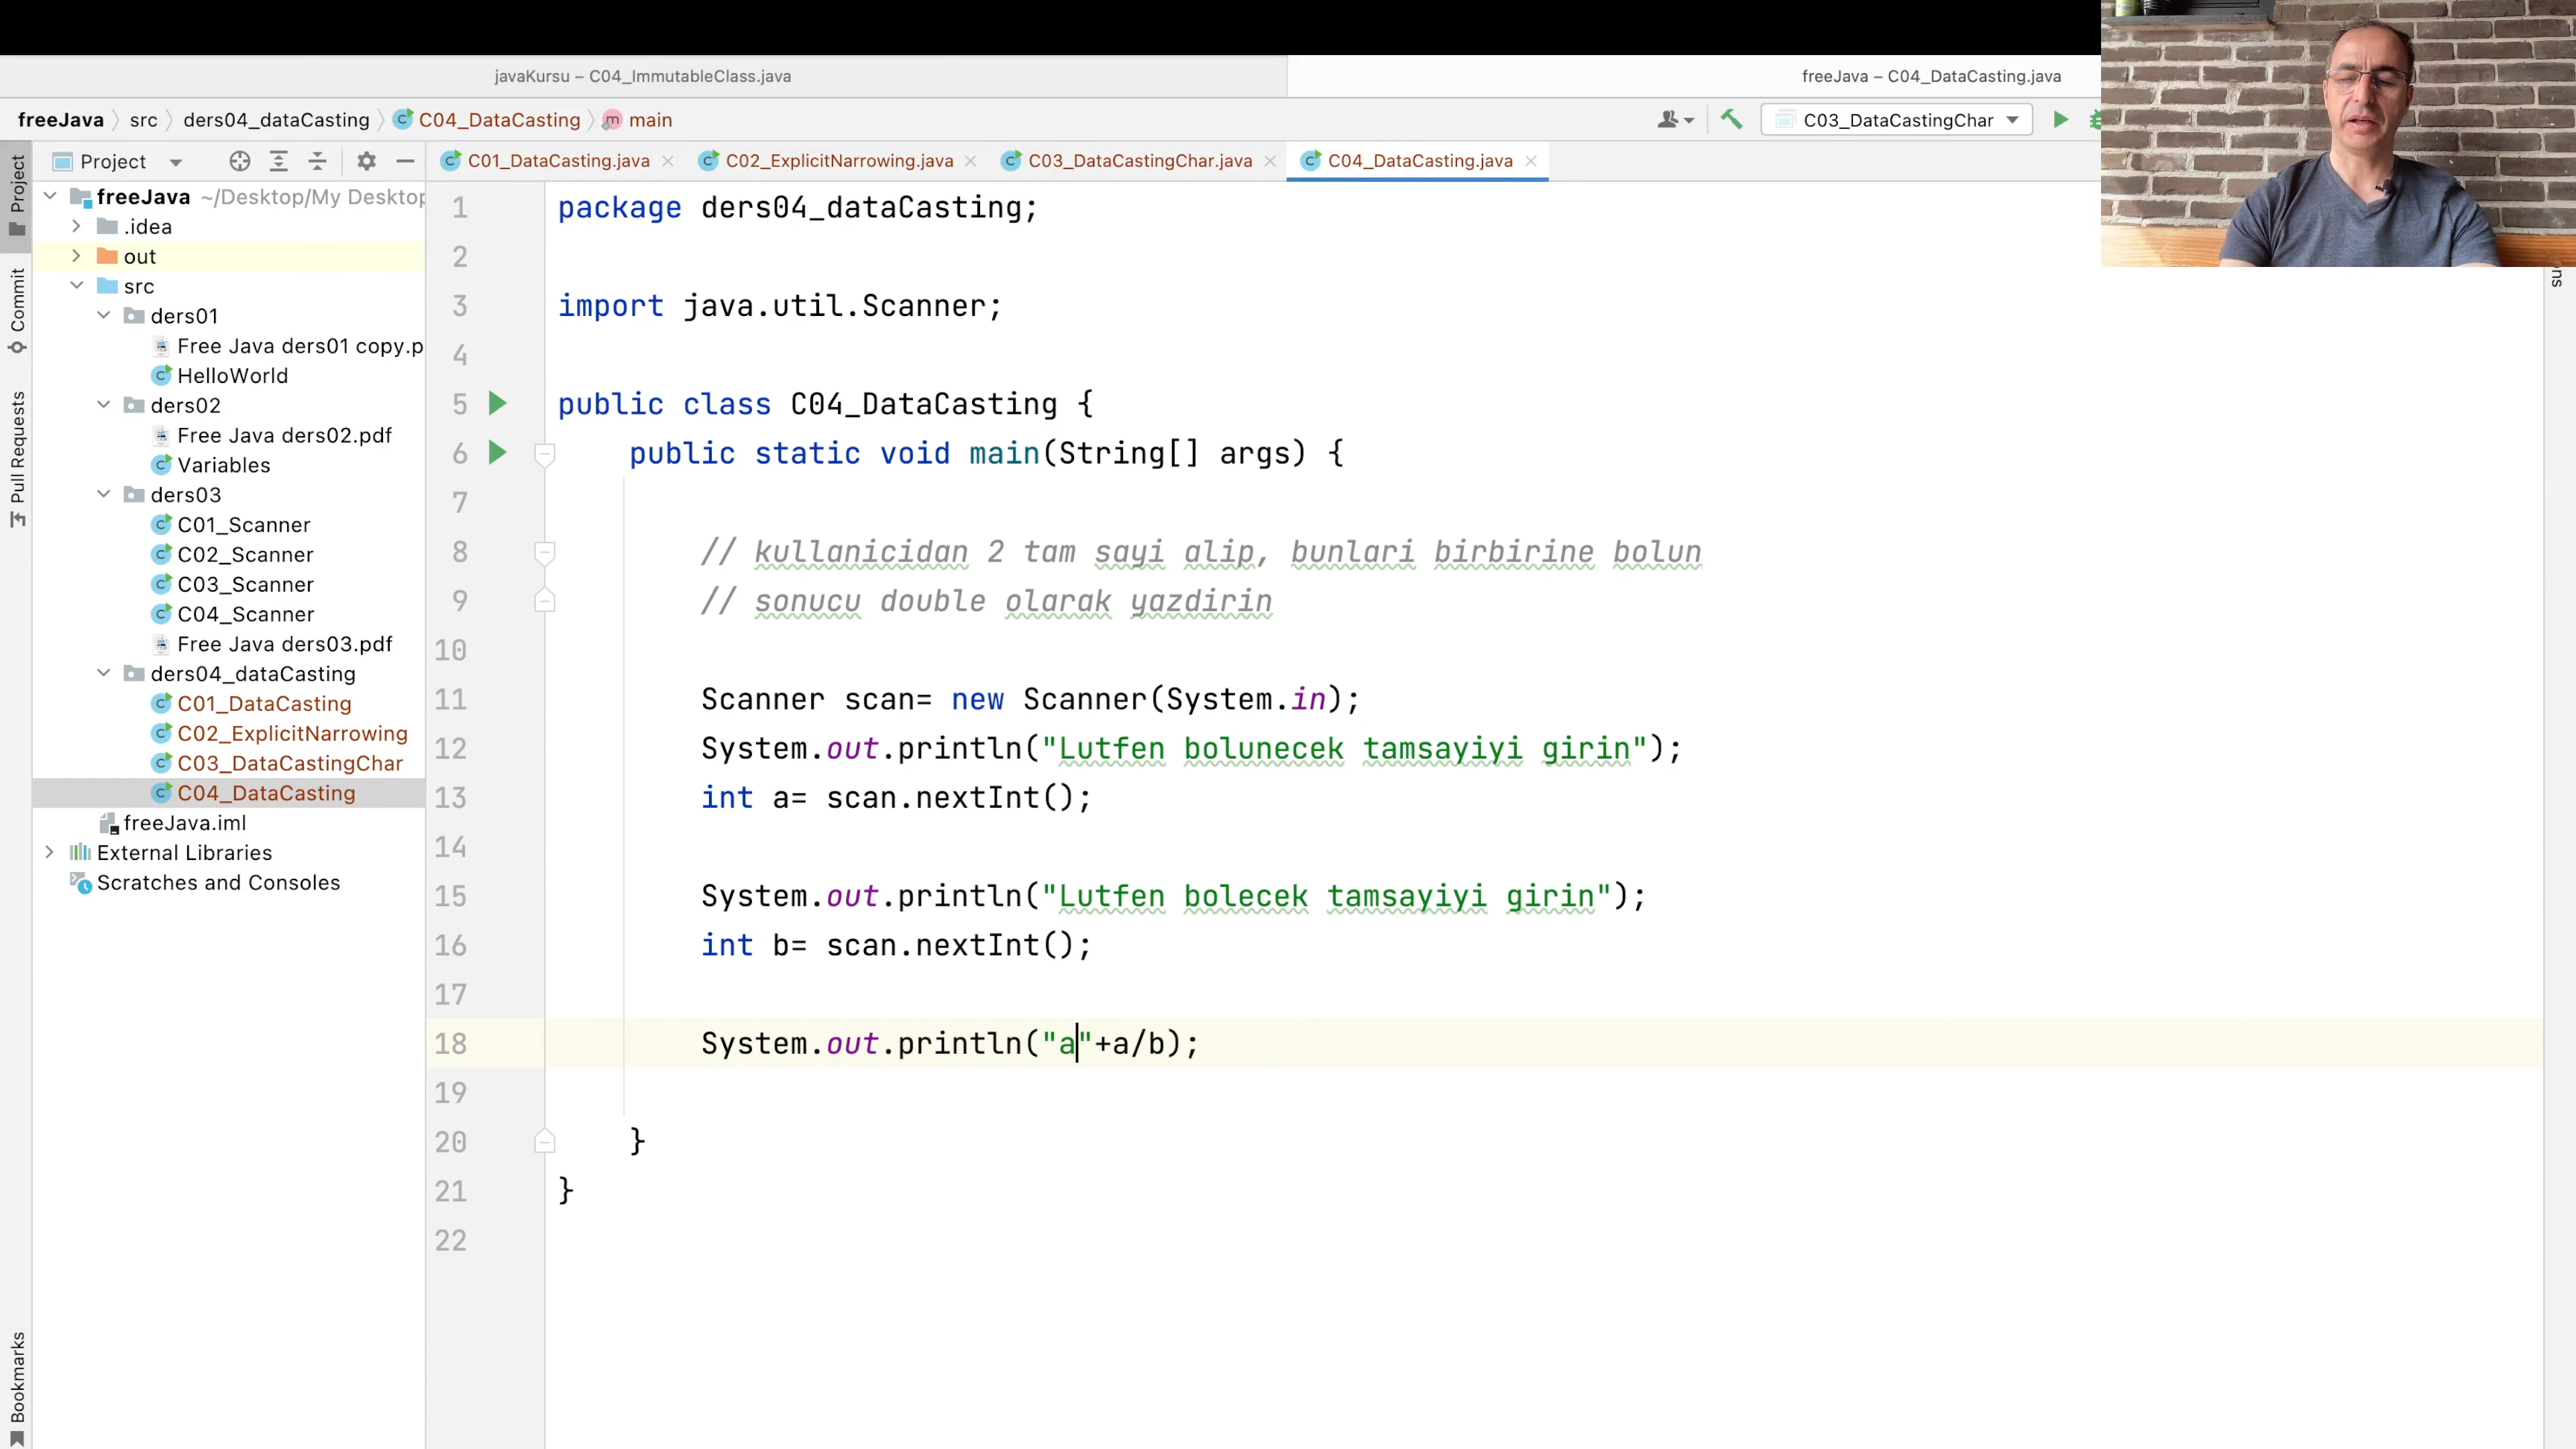 javaKursu – C04_ImmutableClass.java
freeJava – C04_DataCasting.java
freeJava src ders04_dataCasting C04_DataCasting main
C03_DataCastingChar
Project
C01_DataCasting.java C02_ExplicitNarrowing.java C03_DataCastingChar.java C04_DataCasting.java
Project
Commit
Pull Requests
Bookmarks
freeJava ~/Desktop/My Desktop
.idea
out
src
ders01
Free Java ders01 copy.p
HelloWorld
ders02
Free Java ders02.pdf
Variables
ders03
C01_Scanner
C02_Scanner
C03_Scanner
C04_Scanner
Free Java ders03.pdf
ders04_dataCasting
C01_DataCasting
C02_ExplicitNarrowing
C03_DataCastingChar
C04_DataCasting
freeJava.iml
External Libraries
Scratches and Consoles
1 package ders04_dataCasting;
2
3 import java.util.Scanner;
4
5 public class C04_DataCasting {
6 public static void main(String[] args) {
7
8 // kullanicidan 2 tam sayi alip, bunlari birbirine bolun
9 // sonucu double olarak yazdirin
10
11 Scanner scan= new Scanner(System.in);
12 System.out.println("Lutfen bolunecek tamsayiyi girin");
13 int a= scan.nextInt();
14
15 System.out.println("Lutfen bolecek tamsayiyi girin");
16 int b= scan.nextInt();
17
18 System.out.println("a"+a/b);
19
20 }
21 }
22